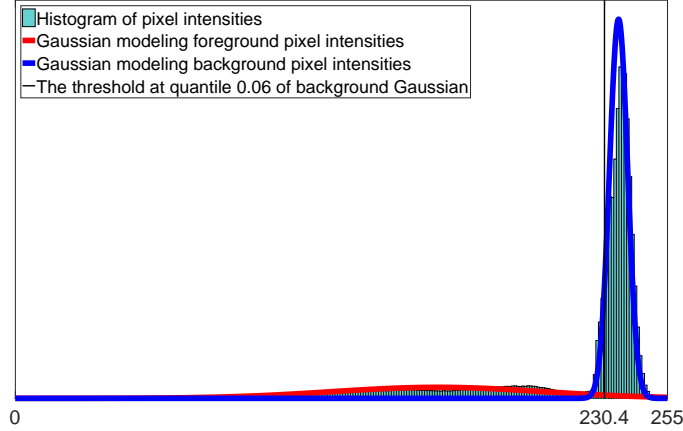 Histogram of pixel intensities
Gaussian modeling foreground pixel intensities
Gaussian modeling background pixel intensities
The threshold at quantile 0.06 of background Gaussian
0 230.4 255